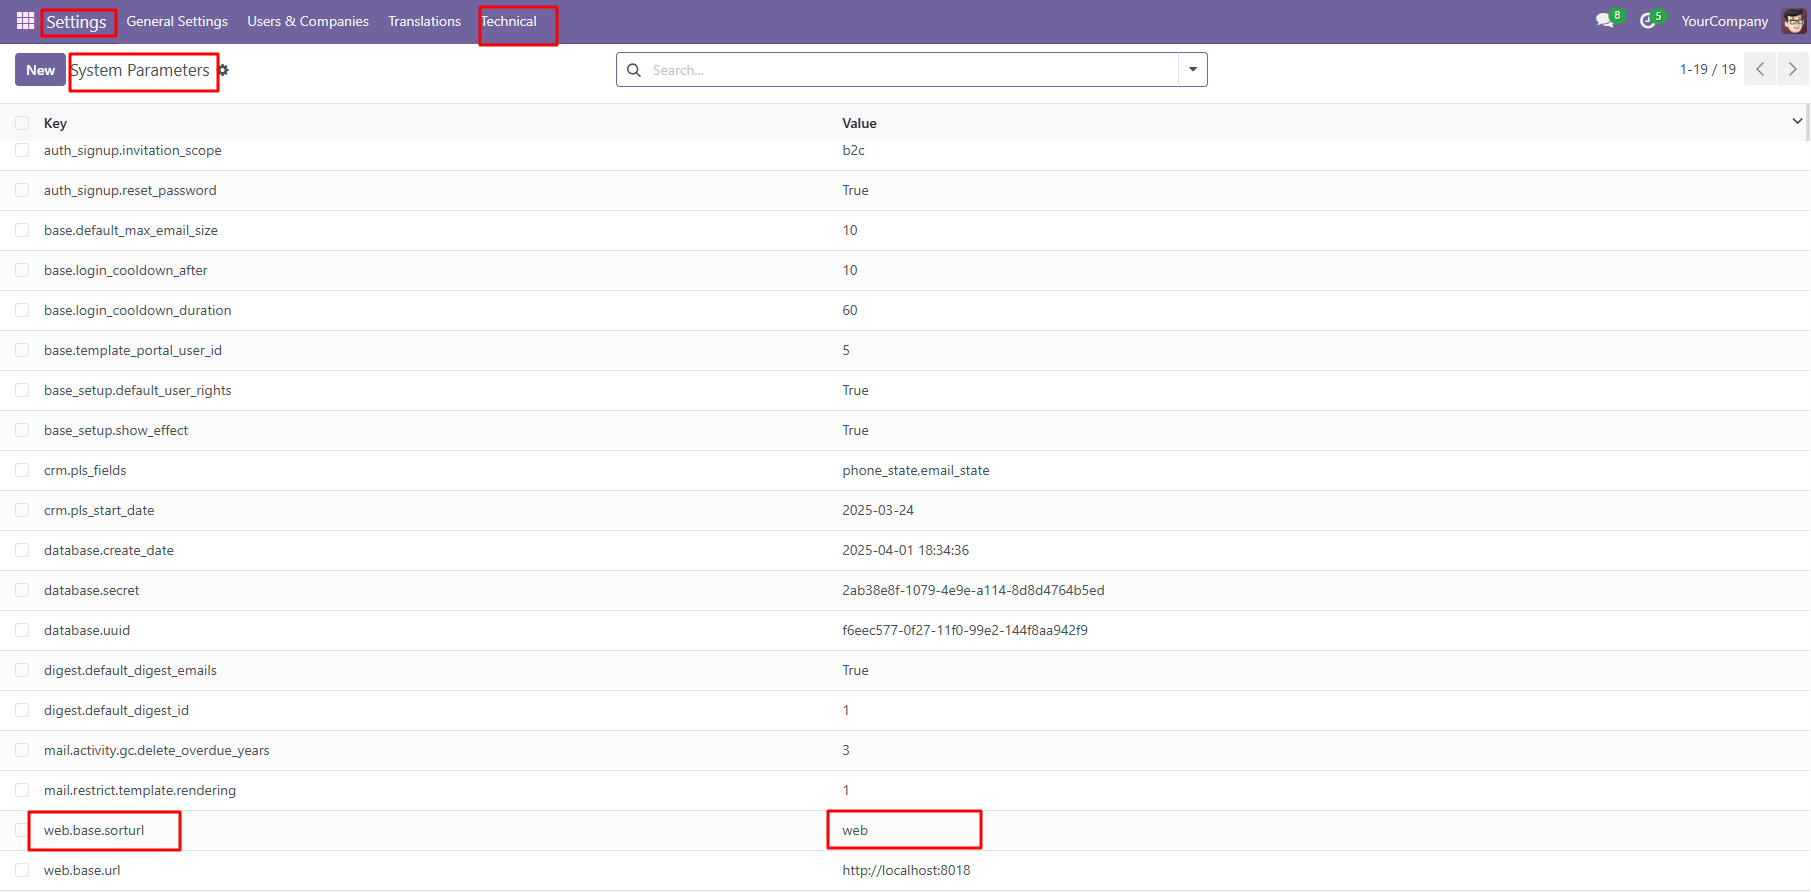 Settings General Settings Users & Companies Translations Technical 8 5 YourCompany
New System Parameters Search... 1-19 / 19
Key Value
auth_signup.invitation_scope b2c
auth_signup.reset_password True
base.default_max_email_size 10
base.login_cooldown_after 10
base.login_cooldown_duration 60
base.template_portal_user_id 5
base_setup.default_user_rights True
base_setup.show_effect True
crm.pls_fields phone_state,email_state
crm.pls_start_date 2025-03-24
database.create_date 2025-04-01 18:34:36
database.secret 2ab38e8f-1079-4e9e-a114-8d8d4764b5ed
database.uuid f6eec577-0f27-11f0-99e2-144f8aa942f9
digest.default_digest_emails True
digest.default_digest_id 1
mail.activity.gc.delete_overdue_years 3
mail.restrict.template.rendering 1
web.base.sorturl web
web.base.url http://localhost:8018